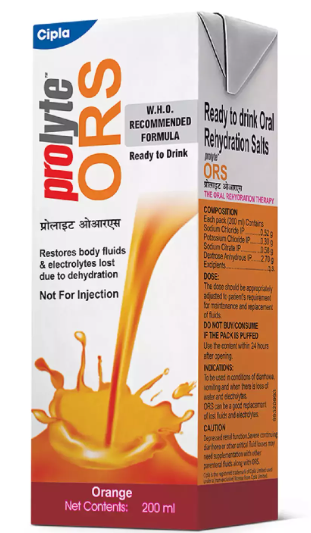 Cipla
prolyte™
ORS
W.H.O.
RECOMMENDED
FORMULA
Ready to Drink
प्रोलाइट ओआरएस
Restores body fluids
& electrolytes lost
due to dehydration
Not For Injection
Orange
Net Contents: 200 ml
Ready to drink Oral
Rehydration Salts
prolyte
ORS
प्रोलाइट ओआरएस
THE ORAL REHYDRATION THERAPY
COMPOSITION
Each pack (200 ml) Contains
Sodium Chloride IP
Potassium Chloride IP
Sodium Citrate IP
Dextrose Anhydrous IP
Excipients
DOSE:
The dose should be appropriately
adjusted to patient's requirement
for maintenance and replacement
of fluids.
DO NOT BUY/CONSUME
IF THE PACK IS PUFFED
Use the content within 24 hours
after opening.
INDICATIONS:
To be used in conditions of diarrhoea,
vomiting and when there is loss of
water and electrolytes.
ORS can be a good replacement
of lost fluids and electrolytes.
CAUTION